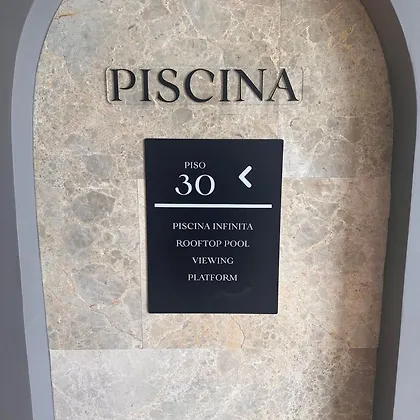 PISCINA
PISO
30
PISCINA INFINITA
ROOFTOP POOL
VIEWING
PLATFORM